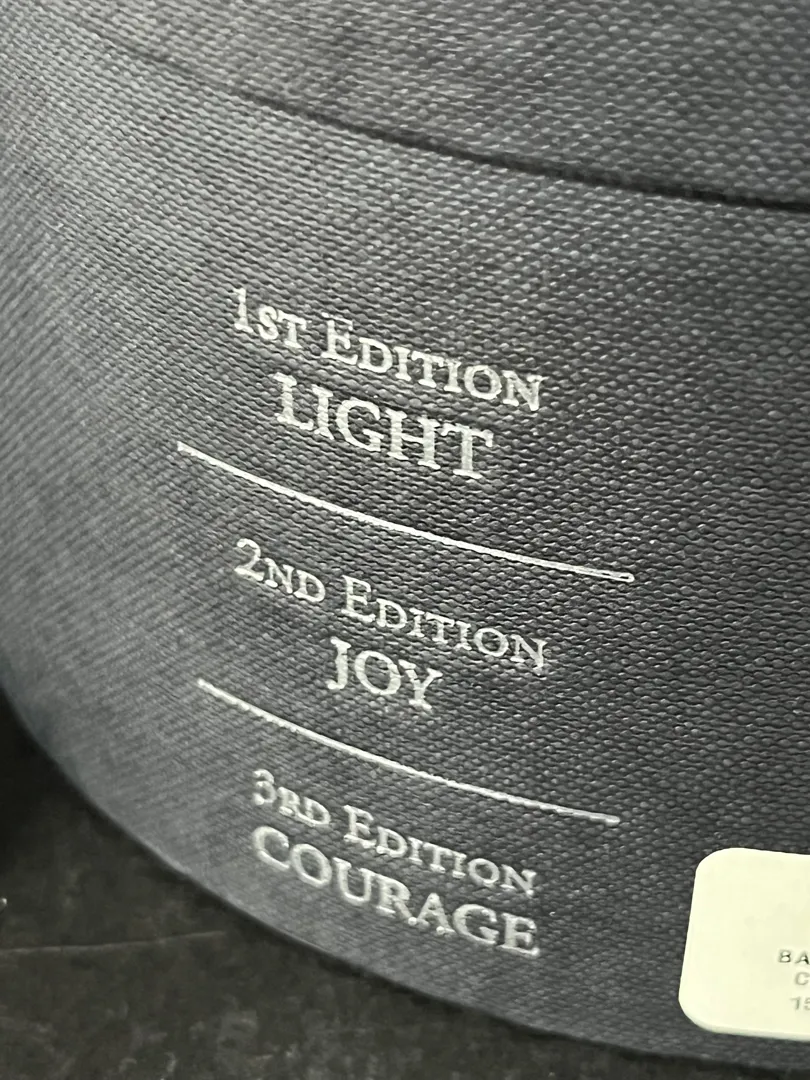 1ST EDITION
LIGHT
2ND EDITION
JOY
3RD EDITION
COURAGE